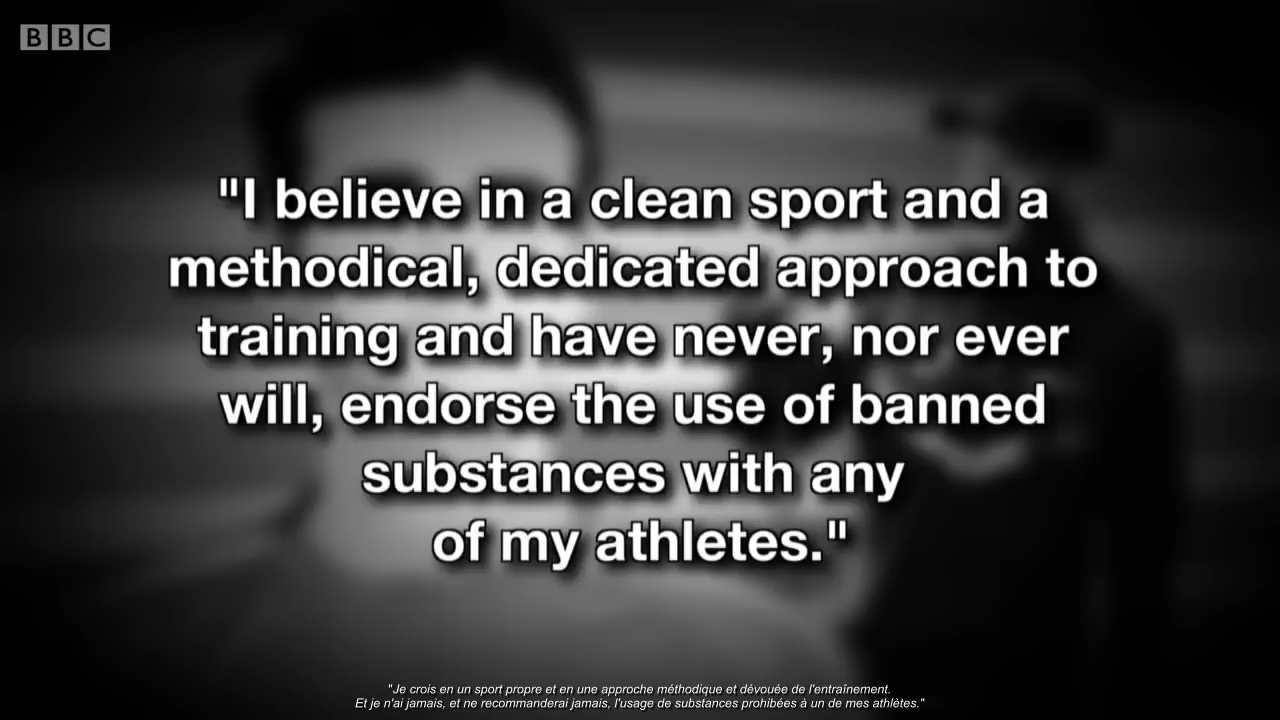 BBC
"I believe in a clean sport and a
methodical, dedicated approach to
training and have never, nor ever
will, endorse the use of banned
substances with any
of my athletes."
"Je crois en un sport propre et en une approche méthodique et dévouée de l'entraînement.
Et je n'ai jamais, et ne recommanderai jamais, l'usage de substances prohibées à un de mes athlètes."